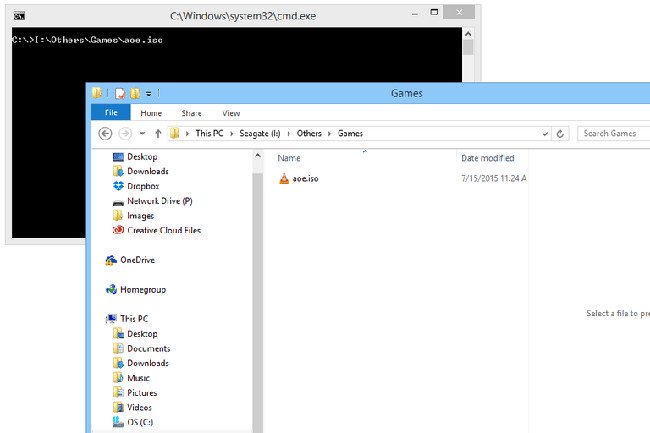 C:\Windows\system32\cmd.exe
C:\>I:\Others\Games\aoe.iso
Games
File Home Share View
This PC Seagate (I:) Others Games Search Games
Name Date modified
Desktop
Downloads
aoe.iso 7/15/2015 11:24 A
Dropbox
Network Drive (P)
Images
Creative Cloud Files
OneDrive
Homegroup
This PC
Select a file to pre
Desktop
Documents
Downloads
Music
Pictures
Videos
OS (C:)